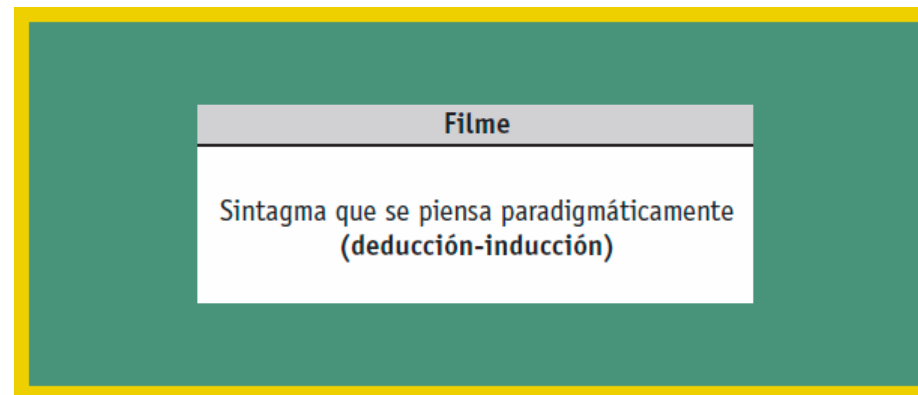 Filme
Sintagma que se piensa paradigmáticamente
(deducción-inducción)